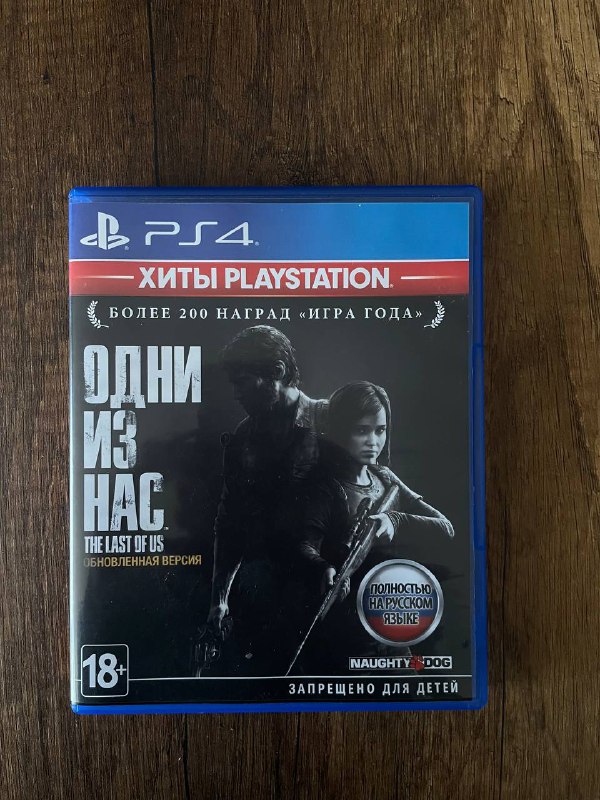 PS4
ХИТЫ PLAYSTATION
БОЛЕЕ 200 НАГРАД «ИГРА ГОДА»
ОДНИ
ИЗ
НАС
THE LAST OF US
ОБНОВЛЕННАЯ ВЕРСИЯ
ПОЛНОСТЬЮ
НА РУССКОМ
ЯЗЫКЕ
NAUGHTY DOG
18+
ЗАПРЕЩЕНО ДЛЯ ДЕТЕЙ